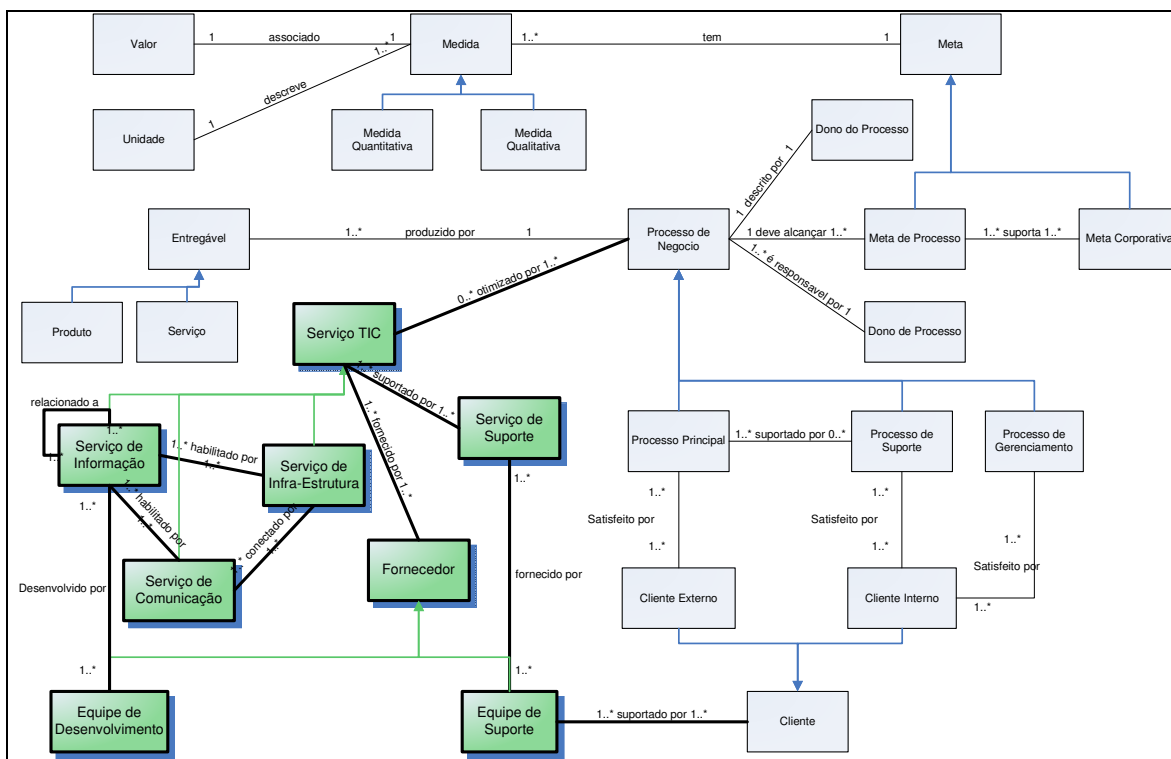 Valor
1 associado 1
Medida
1..* tem 1
Meta
1..*
descreve
1
Unidade
Medida
Quantitativa
Medida
Qualitativa
Dono do Processo
1 descrito por 1
Entregável
1..* produzido por 1
Processo de
Negocio
1 deve alcançar 1..*
Meta de Processo
1..* suporta 1..*
Meta Corporativa
1..* é responsavel por 1
0..* otimizado por 1..*
Produto
Serviço
Serviço TIC
Dono de Processo
1..* suportado por 1..*
relacionado a
1..*
1..*
Serviço de
Informação
1..* habilitado por
1..*
Serviço de
Infra-Estrutura
1..* fornecido por 1..*
Serviço de
Suporte
Processo Principal
1..* suportado por 0..*
Processo de
Suporte
Processo de
Gerenciamento
1..*
1..* habilitado por
1..*
1..* conectado por
1..*
1..*
1..*
1..*
Satisfeito por
Satisfeito por
1..*
Satisfeito por
1..*
1..*
1..*
Desenvolvido por
Serviço de
Comunicação
Fornecedor
fornecido por
Cliente Externo
Cliente Interno
1..*
1..*
Equipe de
Desenvolvimento
Equipe de
Suporte
1..* suportado por 1..*
Cliente